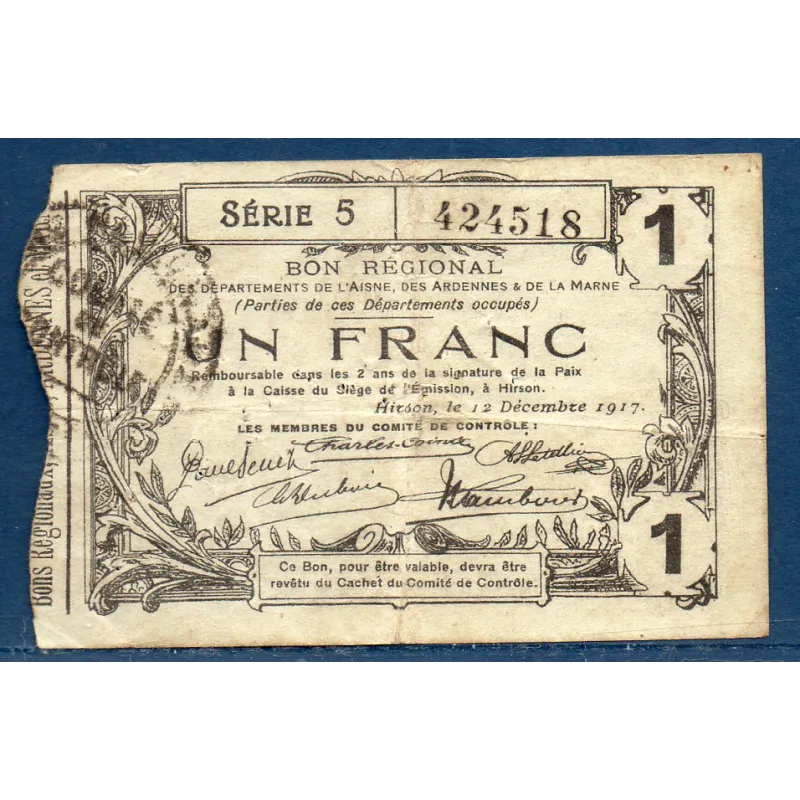 SÉRIE 5
424518
1
BON RÉGIONAL
DES DÉPARTEMENTS DE L'AISNE, DES ARDENNES & DE LA MARNE
(Parties de ces Départements occupés)
UN FRANC
Remboursable dans les 2 ans de la signature de la Paix
à la Caisse du Siège de l'Émission, à Hirson.
Hirson, le 12 Décembre 1917.
LES MEMBRES DU COMITÉ DE CONTRÔLE :
1
Ce Bon, pour être valable, devra être
revêtu du Cachet du Comité de Contrôle.
Bons Régionaux